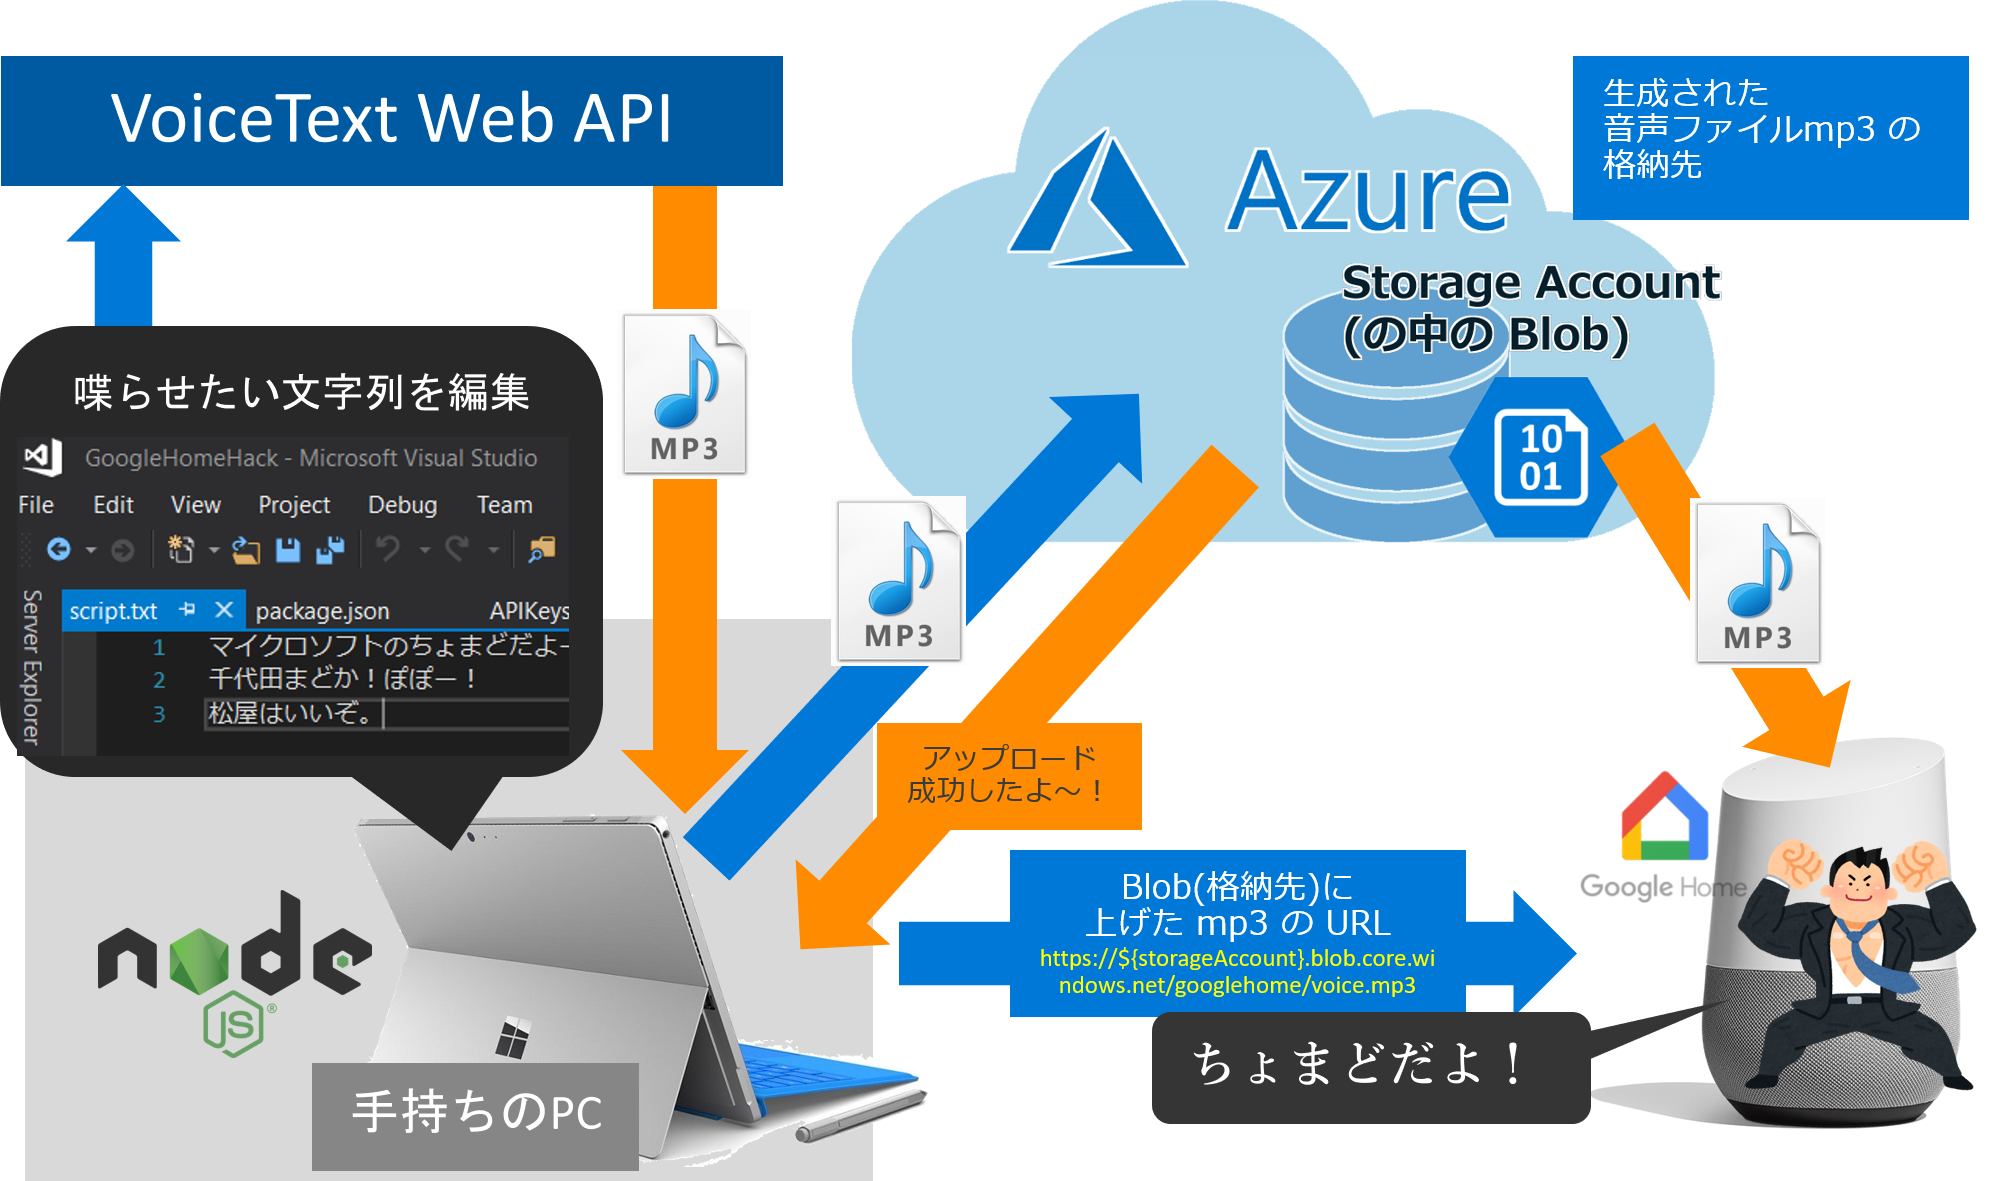 VoiceText Web API
生成された
音声ファイルmp3 の
格納先
Azure
Storage Account
(の中の Blob)
10
01
喋らせたい文字列を編集
GoogleHomeHack - Microsoft Visual Studio
File Edit View Project Debug Team
Server Explorer
script.txt package.json APIKeys
1 マイクロソフトのちょまどだよー
2 千代田まどか！ぽぽー！
3 松屋はいいぞ。
MP3
MP3
MP3
アップロード
成功したよ～！
Blob(格納先)に
上げた mp3 の URL
https://${storageAccount}.blob.core.wi
ndows.net/googlehome/voice.mp3
Google Home
node
JS
手持ちのPC
ちょまどだよ！